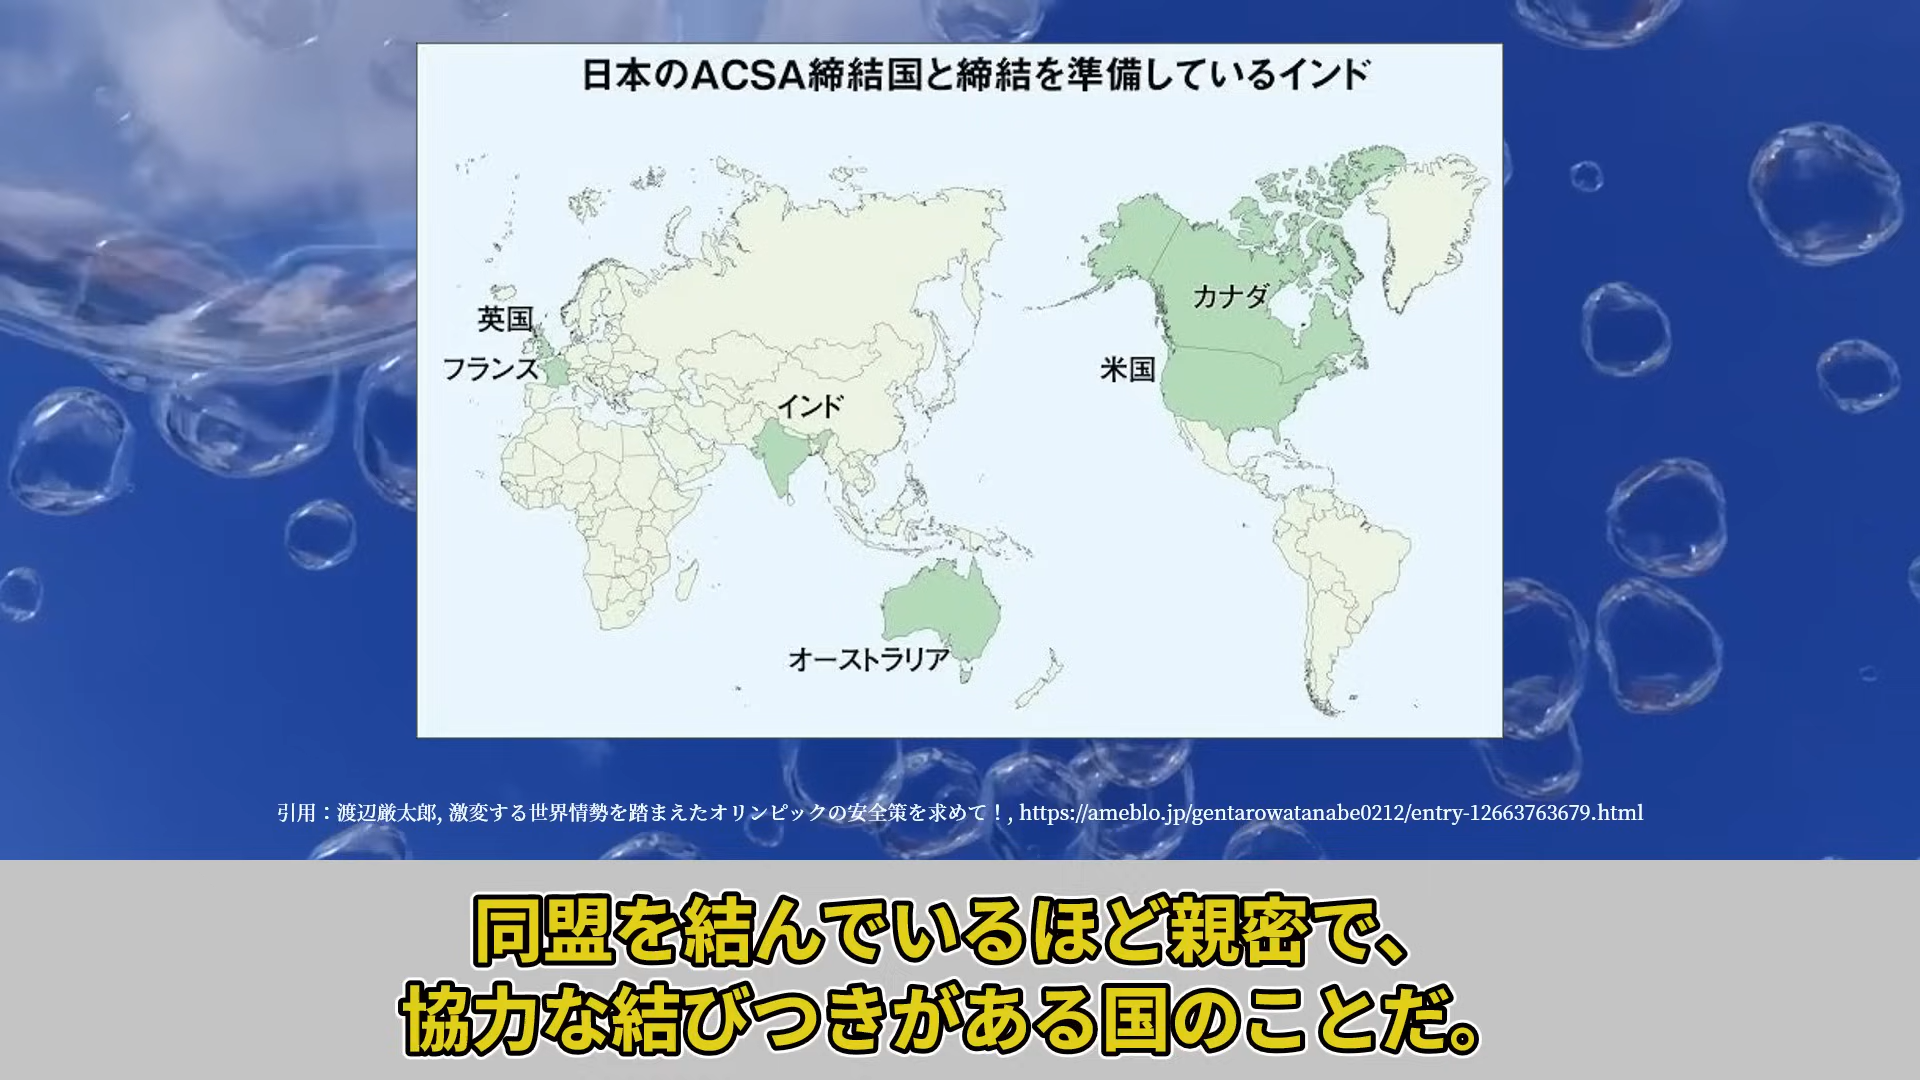 日本のACSA締結国と締結を準備しているインド
英国
フランス
インド
カナダ
米国
オーストラリア
引用：渡辺厳太郎, 激変する世界情勢を踏まえたオリンピックの安全策を求めて！, https://ameblo.jp/gentarowatanabe0212/entry-12663763679.html
同盟を結んでいるほど親密で、
協力な結びつきがある国のことだ。